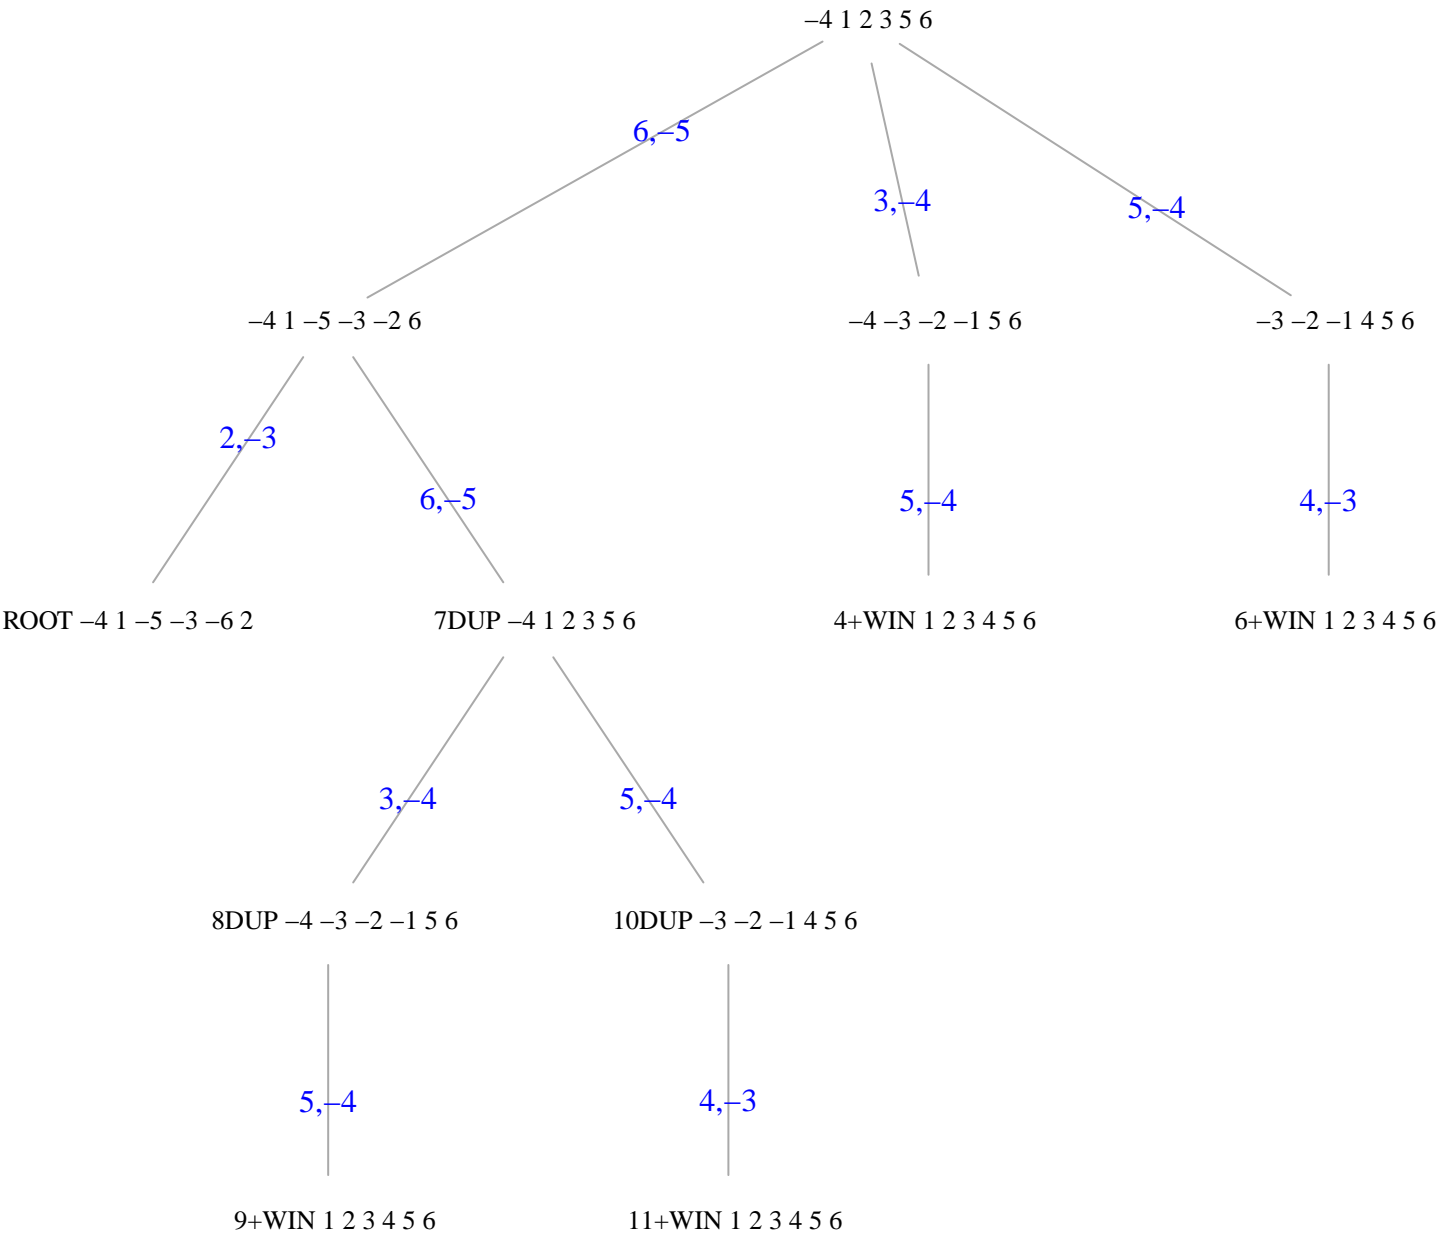 –4 1 2 3 5 6
6,–5
3,–4
5,–4
–4 1 –5 –3 –2 6
–4 –3 –2 –1 5 6
–3 –2 –1 4 5 6
2,–3
6,–5
5,–4
4,–3
ROOT –4 1 –5 –3 –6 2
7DUP –4 1 2 3 5 6
4+WIN 1 2 3 4 5 6
6+WIN 1 2 3 4 5 6
3,–4
5,–4
8DUP –4 –3 –2 –1 5 6
10DUP –3 –2 –1 4 5 6
5,–4
4,–3
9+WIN 1 2 3 4 5 6
11+WIN 1 2 3 4 5 6